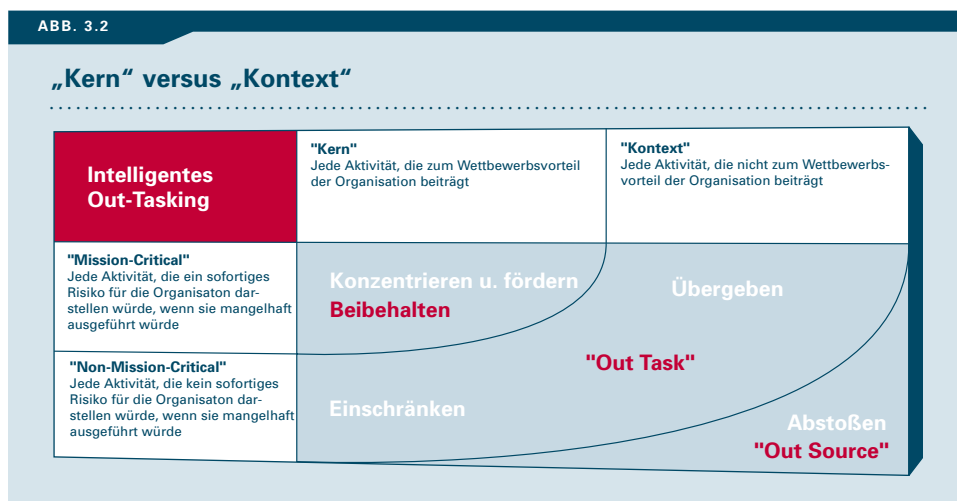 ABB. 3.2
„Kern“ versus „Kontext“
Intelligentes
Out-Tasking
"Kern"
Jede Aktivität, die zum Wettbewerbsvorteil
der Organisation beiträgt
"Kontext"
Jede Aktivität, die nicht zum Wettbewerbs-
vorteil der Organisation beiträgt
"Mission-Critical"
Jede Aktivität, die ein sofortiges
Risiko für die Organisaton dar-
stellen würde, wenn sie mangelhaft
ausgeführt würde
Konzentrieren u. fördern
Beibehalten
Übergeben
"Non-Mission-Critical"
Jede Aktivität, die kein sofortiges
Risiko für die Organisation dar-
stellen würde, wenn sie mangelhaft
ausgeführt würde
"Out Task"
Einschränken
Abstoßen
"Out Source"